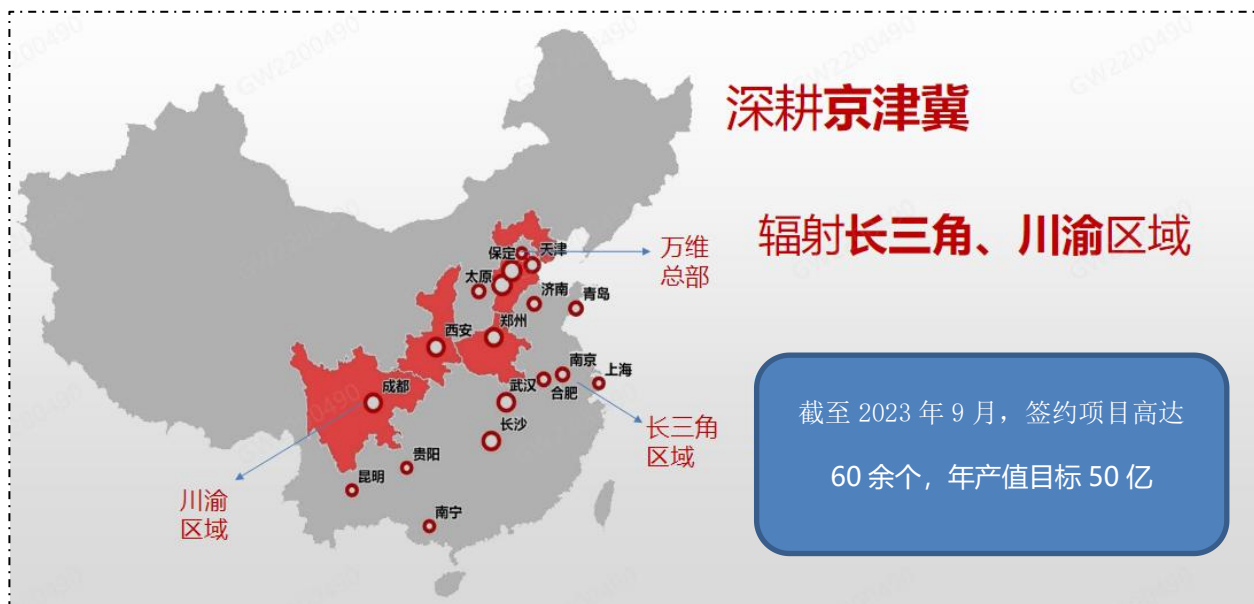 深耕京津冀
辐射长三角、川渝区域
万维
总部
保定
天津
太原
济南
青岛
西安
郑州
成都
武汉
南京
合肥
上海
长沙
长三角
区域
贵阳
昆明
川渝
区域
南宁
截至 2023 年 9 月，签约项目高达
60 余个，年产值目标 50 亿
GW2200490
GW2200490
GW2200490
GW2200490